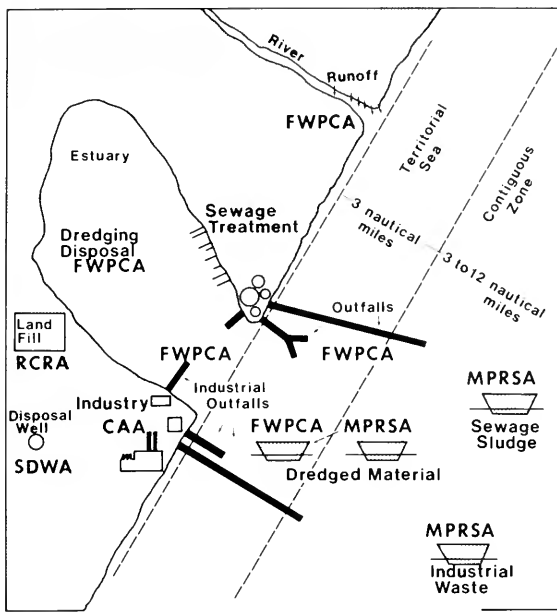 River
Runoff
FWPCA
Estuary
Territorial
Sea
Contiguous
Zone
Sewage
Treatment
3 nautical
miles
Dredging
Disposal
FWPCA
3 to 12 nautical
miles
Outfalls
Land
Fill
RCRA
FWPCA
FWPCA
Industrial
Outfalls
MPRSA
Sewage
Sludge
Industry
CAA
Disposal
Well
SDWA
FWPCA
MPRSA
Dredged Material
MPRSA
Industrial
Waste